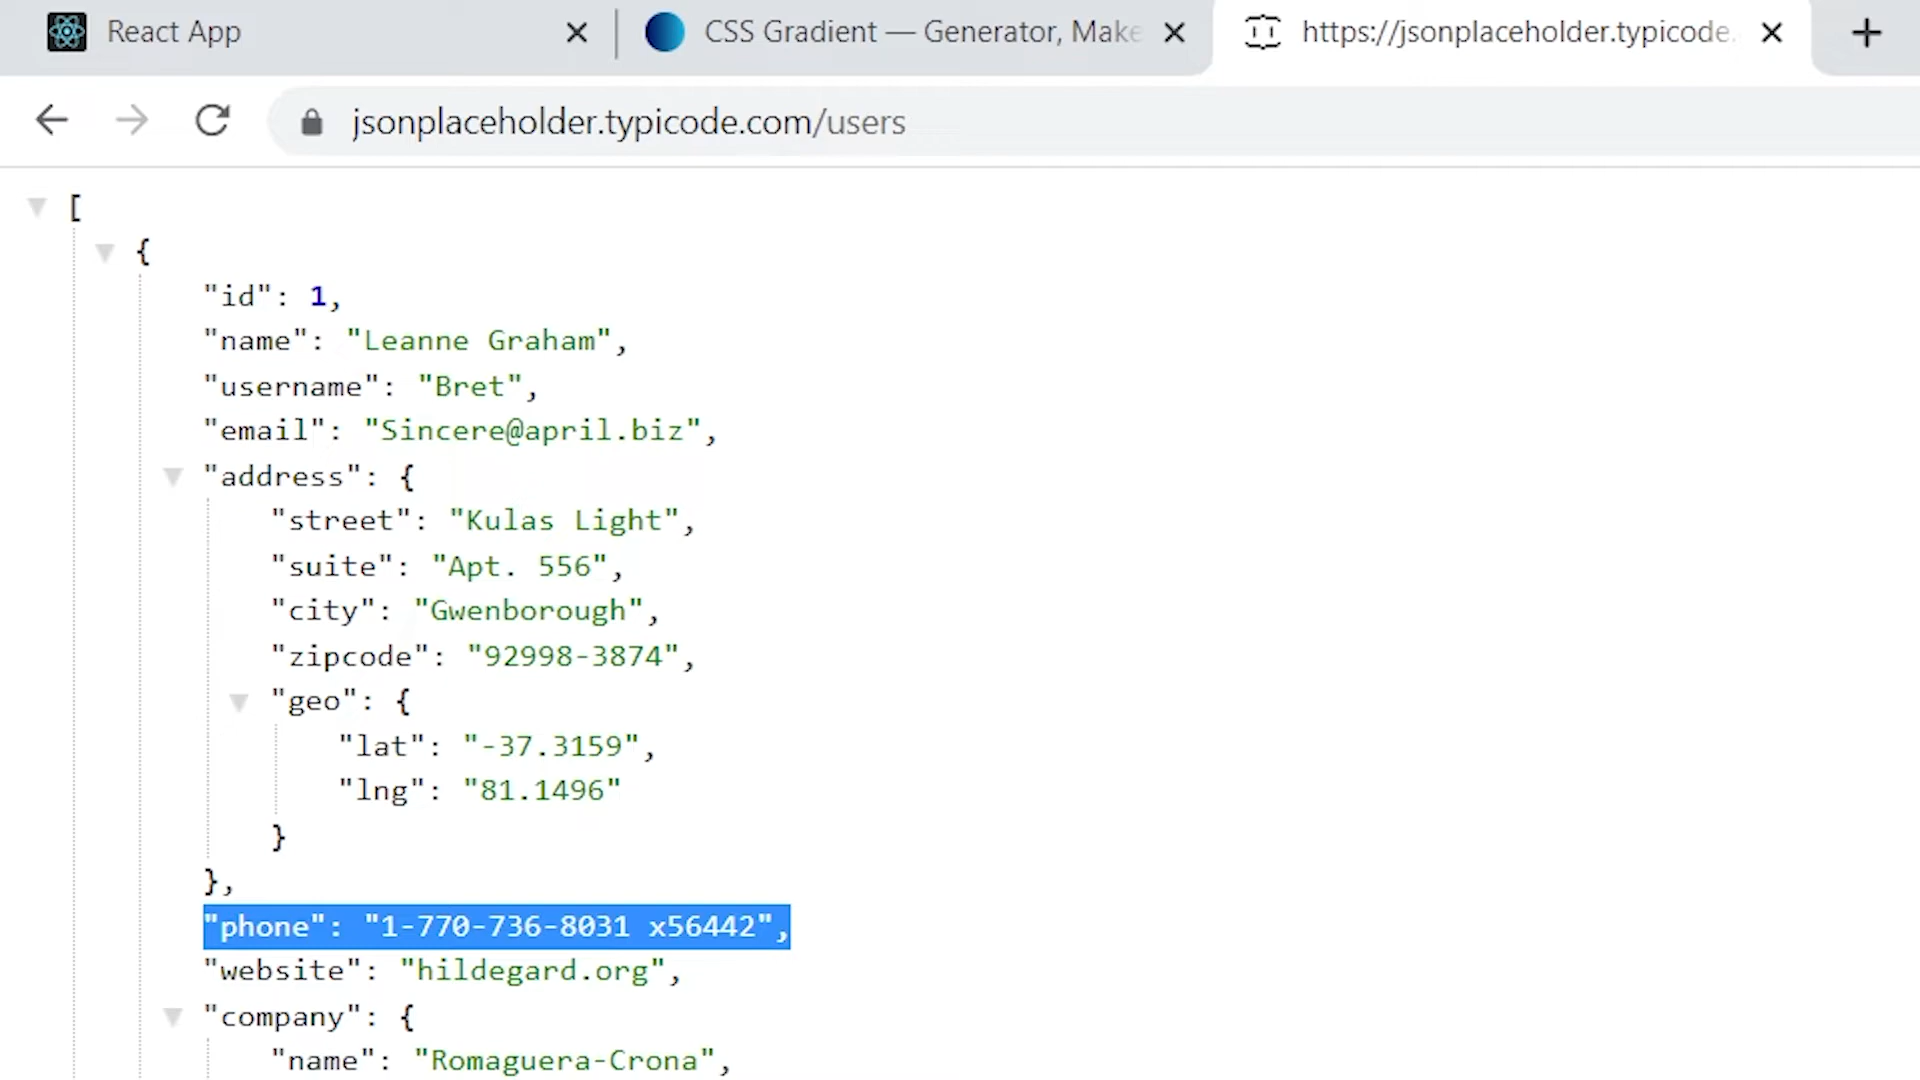 React App
CSS Gradient — Generator, Make
https://jsonplaceholder.typicode.
jsonplaceholder.typicode.com/users
[
{
"id": 1,
"name": "Leanne Graham",
"username": "Bret",
"email": "Sincere@april.biz",
"address": {
"street": "Kulas Light",
"suite": "Apt. 556",
"city": "Gwenborough",
"zipcode": "92998-3874",
"geo": {
"lat": "-37.3159",
"lng": "81.1496"
}
},
"phone": "1-770-736-8031 x56442",
"website": "hildegard.org",
"company": {
"name": "Romaguera-Crona",